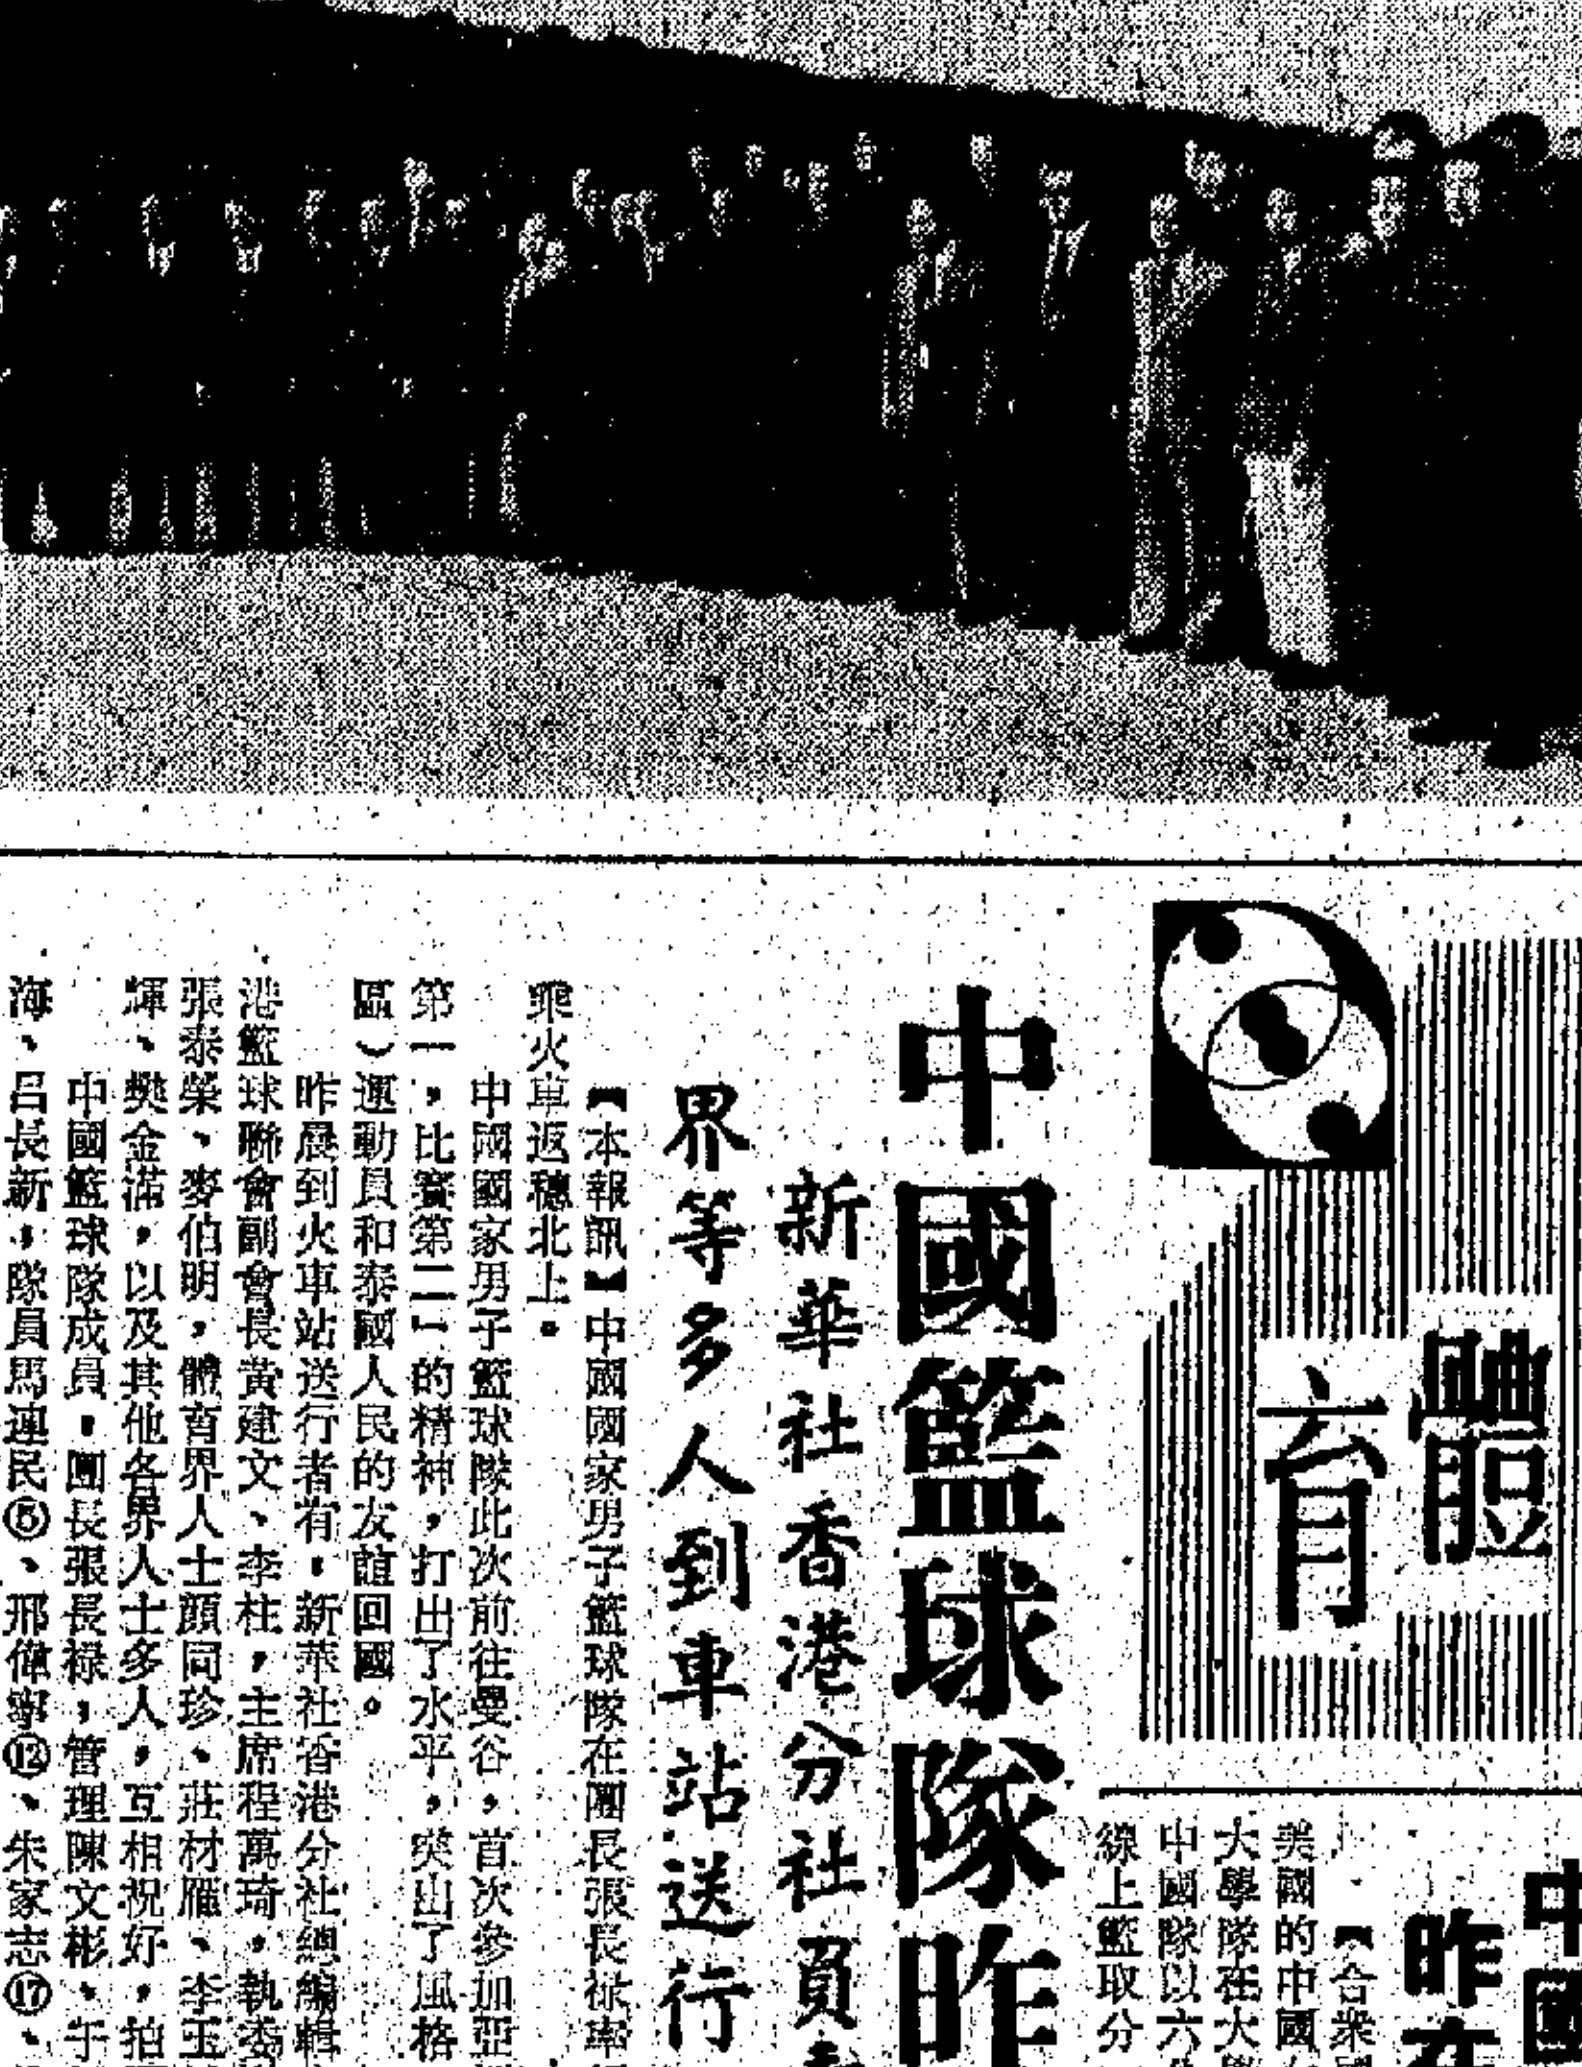 體育
中國籃球隊昨
新華社香港分社負
界等多人到車站送行
【本報訊】中國國家男子籃球隊在團長張長祿率
乘火車返穗北上。
中國國家男子籃球隊此次前往曼谷，首次參加亞
第一，比賽第二」的精神，打出了水平，突出了風格
區）運動員和泰國人民的友誼回國。
昨晨到火車站送行者有：新華社香港分社總編輯
港籃球聯會副會長黃建文、李柱，主席程萬琦，執委
張泰榮、麥伯明，體育界人士顏同珍、莊材雁、李玉
輝、樊金滿，以及其他各界人士多人，互相祝好，拍
中國籃球隊成員：團長張長祿，管理陳文彬、于
海、呂長新，隊員馬連民⑤、邢偉寧⑫、朱家志⑰、
中國
昨在
【合衆國
美國的中國
大學隊在大學
中國隊以六
線上籃取分